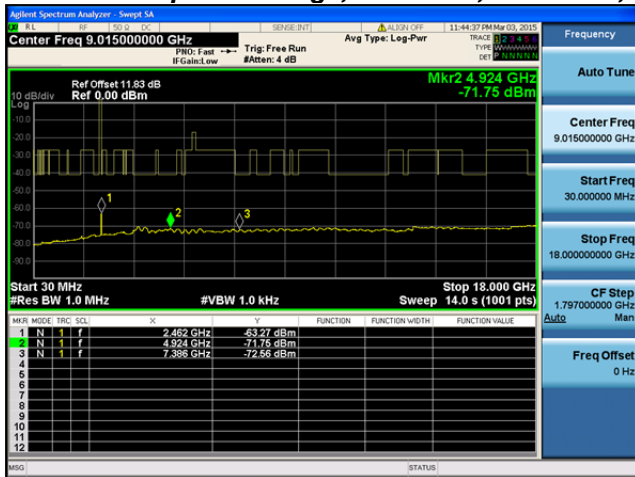 Agilent Spectrum Analyzer - Swept SA
RL RF 50 Ω DC SENSE:INT ALIGN OFF 11:44:37 PM Mar 03, 2015
Center Freq 9.015000000 GHz
PNO: Fast
IFGain:Low
Trig: Free Run
#Atten: 4 dB
Avg Type: Log-Pwr
TRACE 1 2 3 4 5 6
TYPE
DET P N N N N N
Mkr2 4.924 GHz
-71.75 dBm
Ref Offset 11.83 dB
10 dB/div Ref 0.00 dBm
Log
-10.0
-20.0
-30.0
-40.0
-50.0
-60.0
-70.0
-80.0
-90.0
1
2
3
Start 30 MHz Stop 18.000 GHz
#Res BW 1.0 MHz #VBW 1.0 kHz Sweep 14.0 s (1001 pts)
MKR MODE TRC SCL X Y FUNCTION FUNCTION WIDTH FUNCTION VALUE
1 N 1 f 2.462 GHz -63.27 dBm
2 N 1 f 4.924 GHz -71.75 dBm
3 N 1 f 7.386 GHz -72.56 dBm
4
5
6
7
8
9
10
11
12
MSG STATUS
Frequency
Auto Tune
Center Freq
9.015000000 GHz
Start Freq
30.000000 MHz
Stop Freq
18.000000000 GHz
CF Step
1.797000000 GHz
Auto Man
Freq Offset
0 Hz